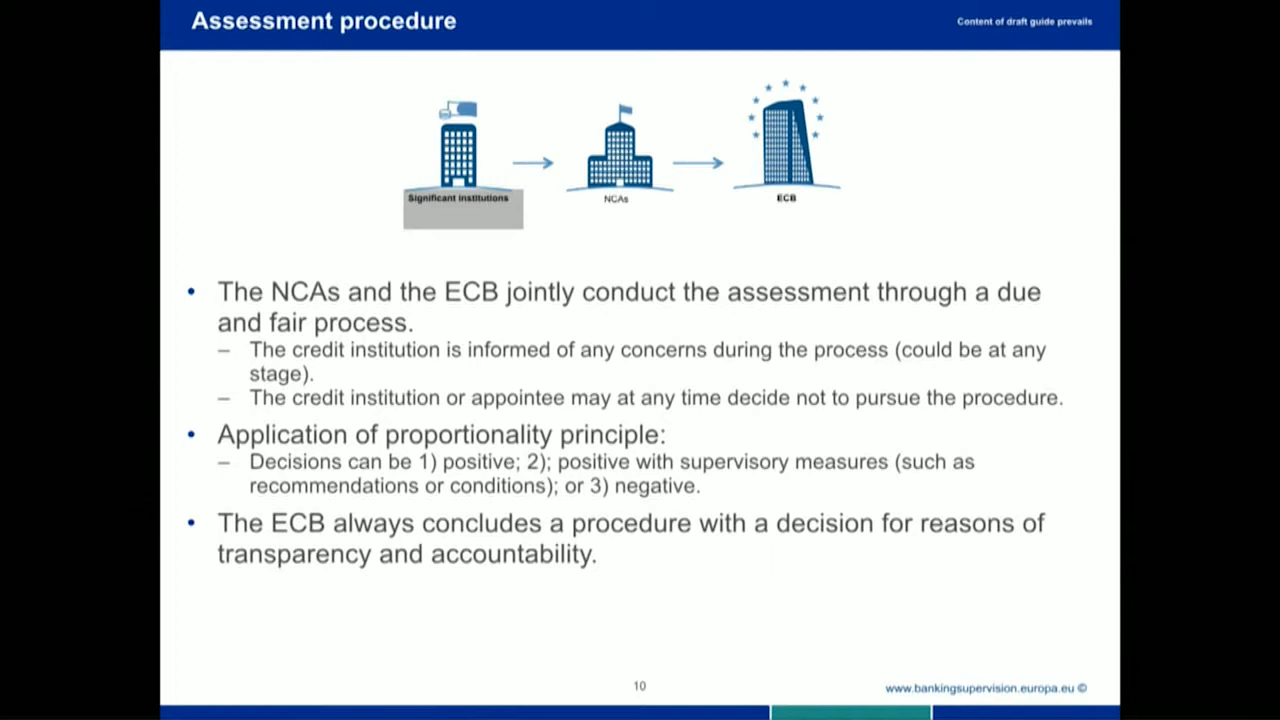 Assessment procedure
Content of draft guide prevails
Significant institutions
NCAs
ECB
• The NCAs and the ECB jointly conduct the assessment through a due
and fair process.
– The credit institution is informed of any concerns during the process (could be at any
stage).
– The credit institution or appointee may at any time decide not to pursue the procedure.
• Application of proportionality principle:
– Decisions can be 1) positive; 2); positive with supervisory measures (such as
recommendations or conditions); or 3) negative.
• The ECB always concludes a procedure with a decision for reasons of
transparency and accountability.
10
www.bankingsupervision.europa.eu ©